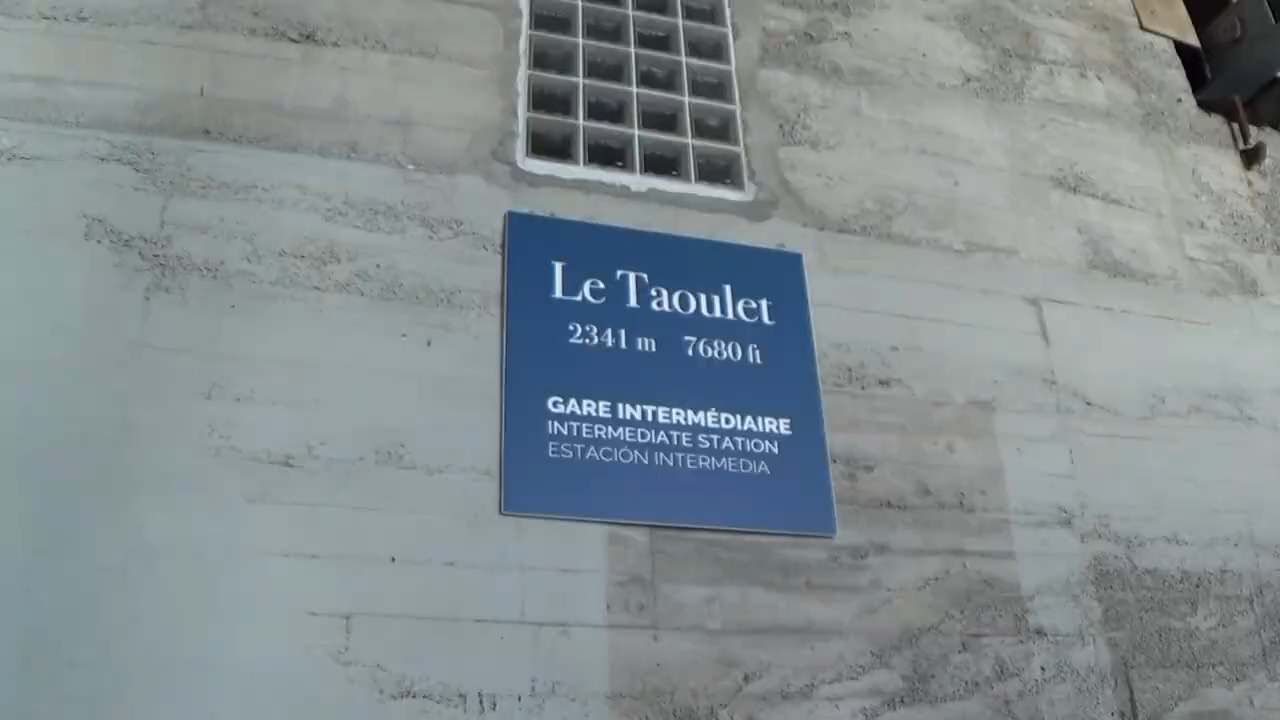 Le Taoulet
2341 m 7680 ft
GARE INTERMÉDIAIRE
INTERMEDIATE STATION
ESTACIÓN INTERMEDIA